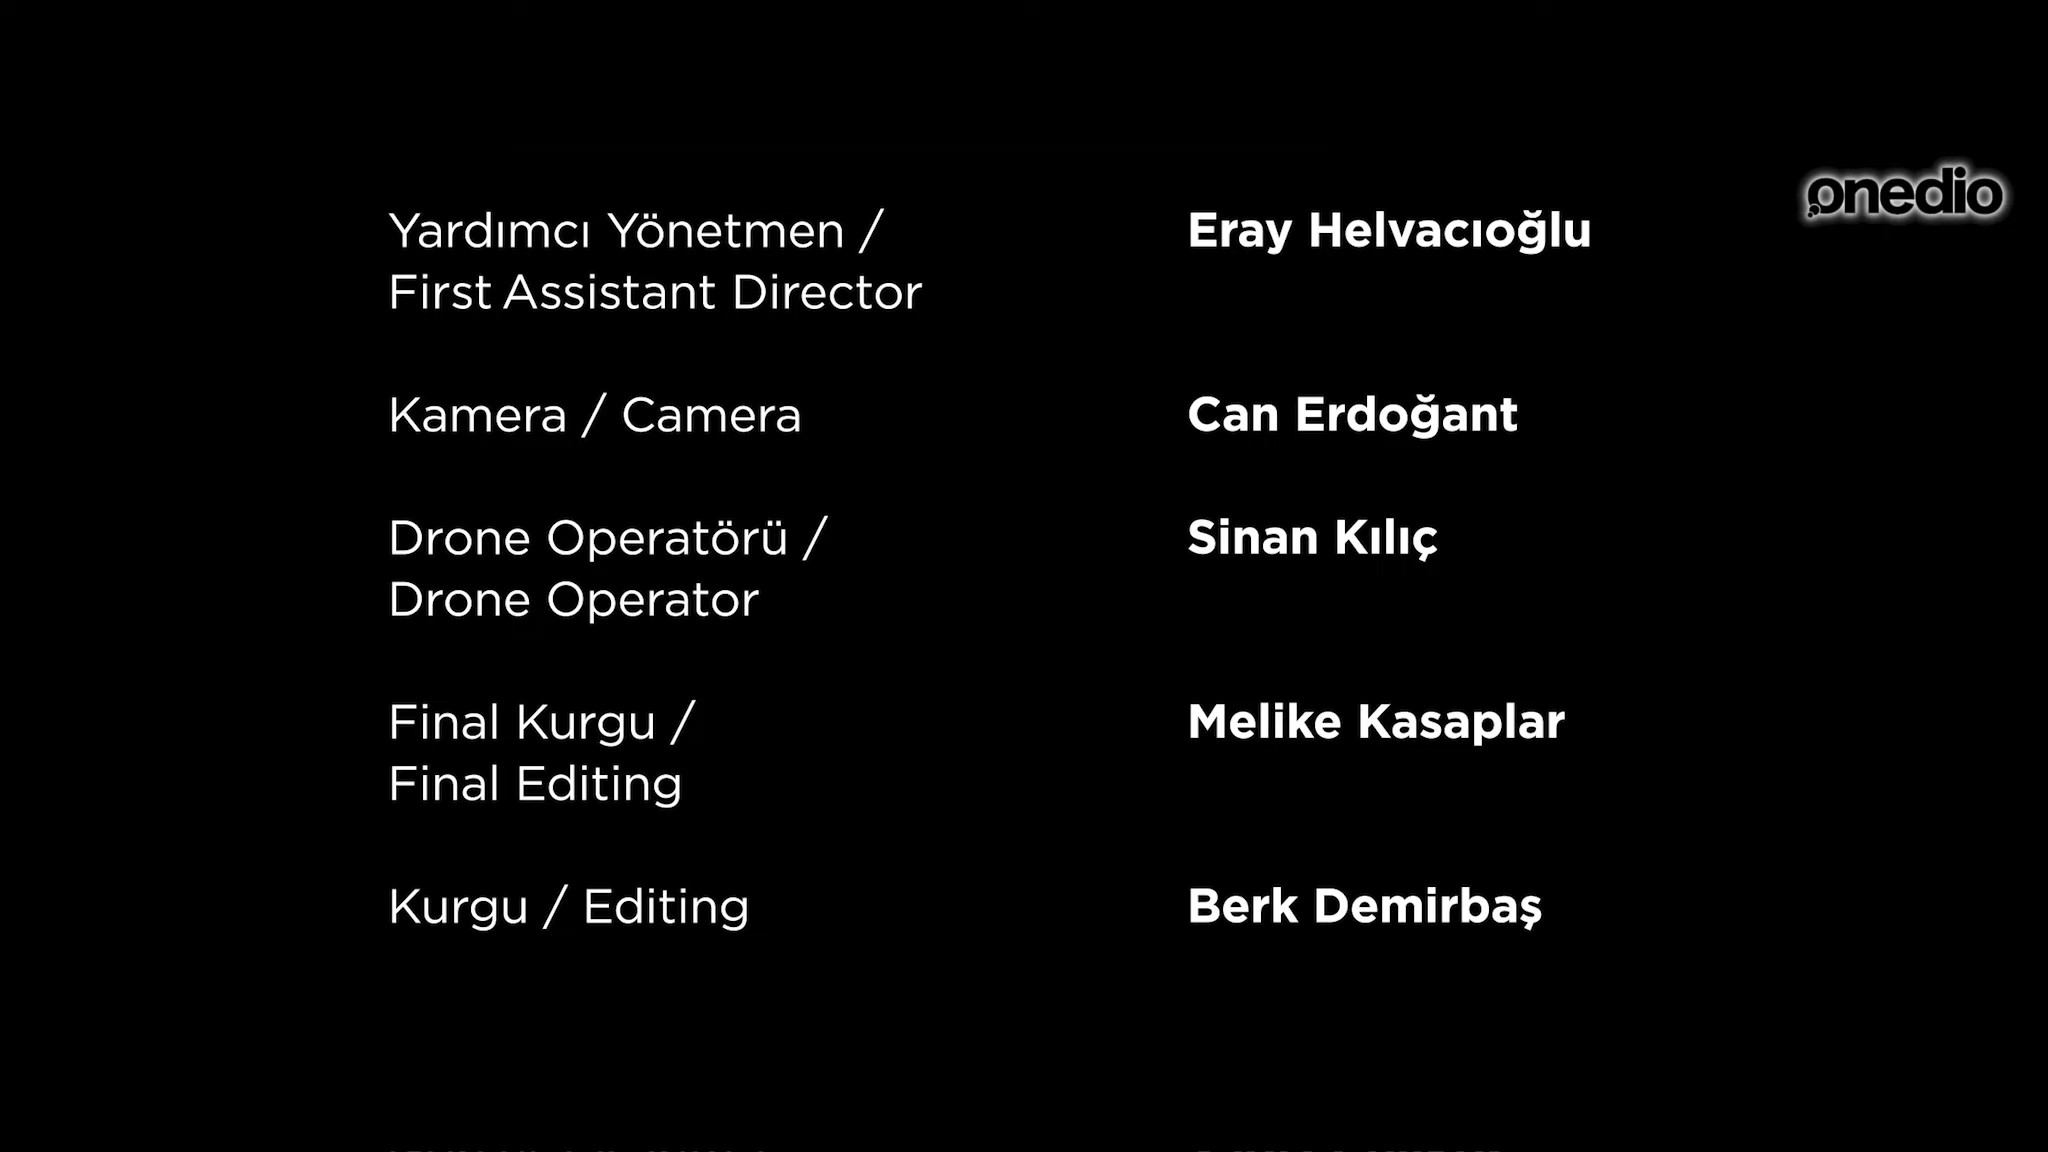 onedio
Yardımcı Yönetmen / Eray Helvacıoğlu
First Assistant Director
Kamera / Camera Can Erdoğant
Drone Operatörü / Sinan Kılıç
Drone Operator
Final Kurgu / Melike Kasaplar
Final Editing
Kurgu / Editing Berk Demirbaş